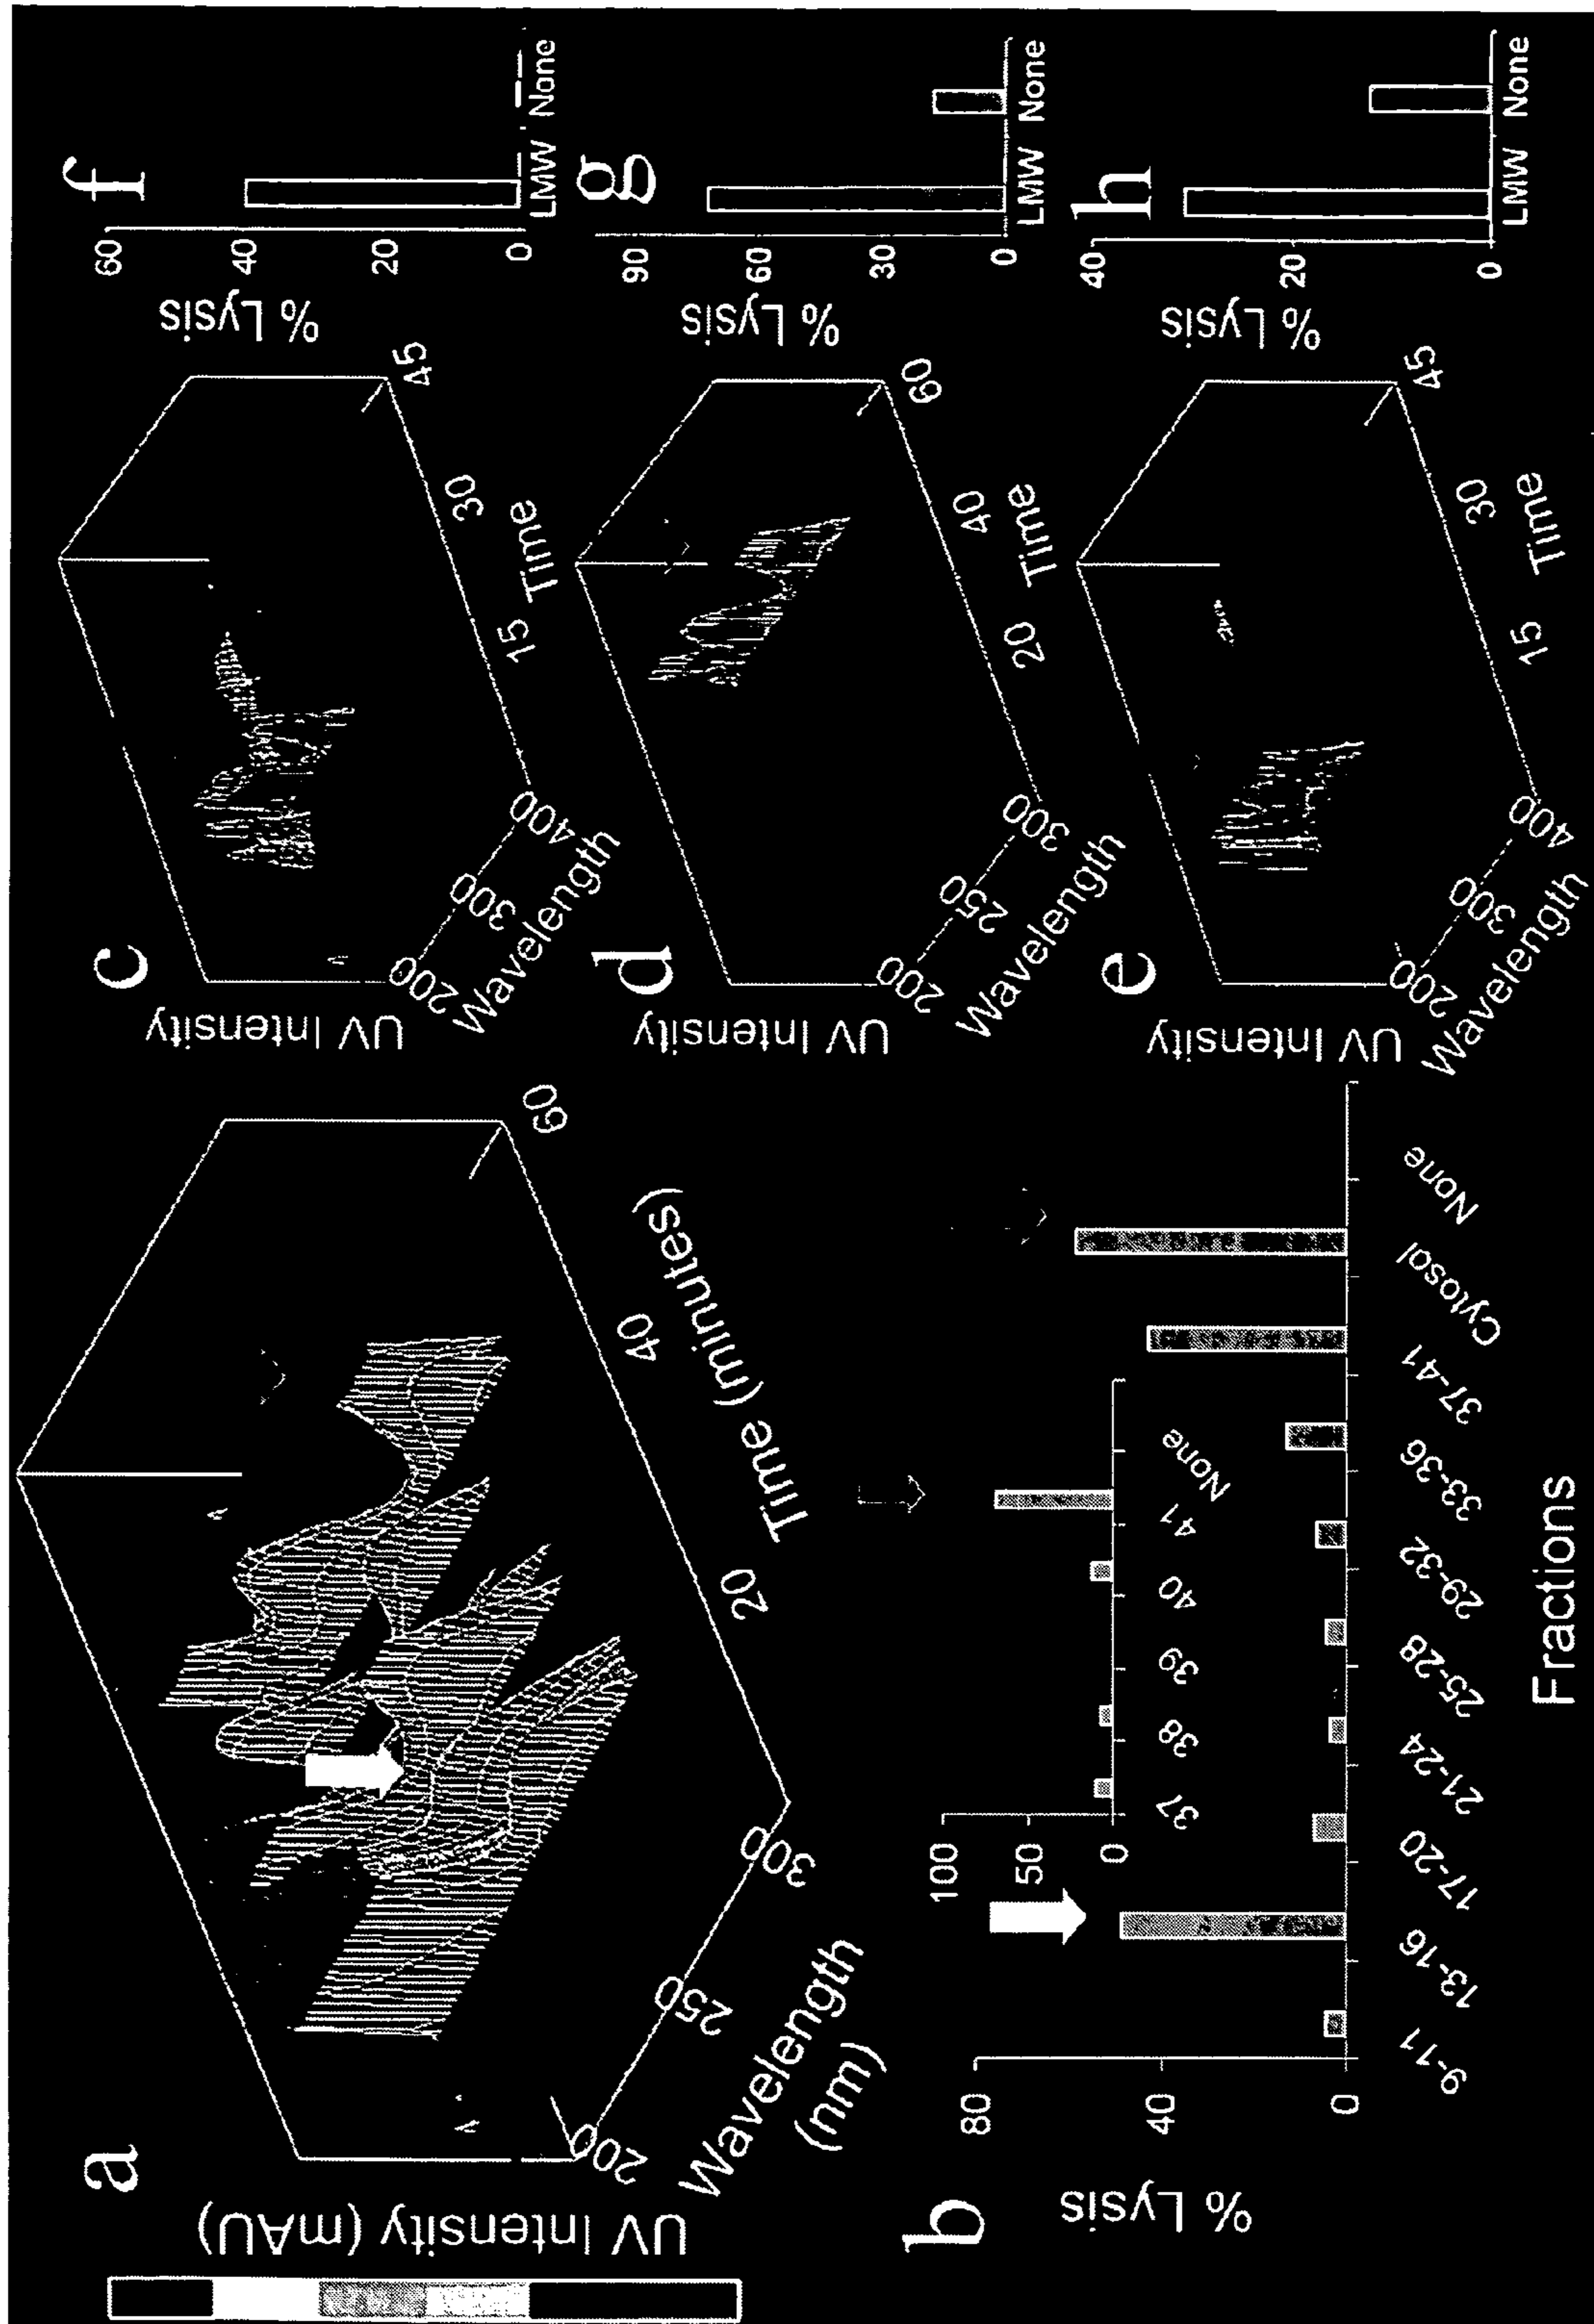 a
UV Intensity (mAU)
200
250
300
Wavelength
(nm)
20
40
60
Time (minutes)
b
% Lysis
80
40
0
9-11
13-16
17-20
21-24
25-28
29-32
33-36
37-41
Cytosol
None
Fractions
100
50
0
37
38
39
40
41
None
c
UV Intensity
200
300
400
Wavelength
15
30
45
Time
d
UV Intensity
200
250
300
Wavelength
20
40
60
Time
e
UV Intensity
200
300
400
Wavelength
15
30
45
Time
f
% Lysis
60
40
20
0
LMW None
g
% Lysis
90
60
30
0
LMW None
h
% Lysis
40
20
0
LMW None